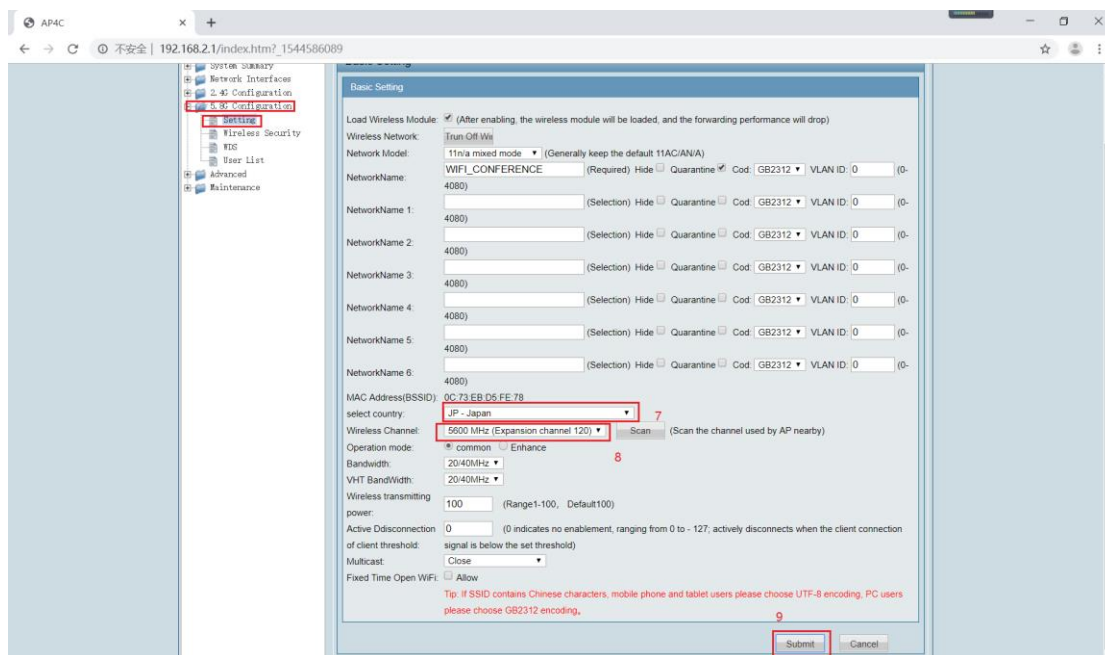 AP4C
不安全 | 192.168.2.1/index.htm?_1544586089
System Summary
Network Interfaces
2.4G Configuration
5.8G Configuration
Setting
Wireless Security
WDS
User List
Advanced
Maintenance
Basic Setting
Basic Setting
Load Wireless Module: (After enabling, the wireless module will be loaded, and the forwarding performance will drop)
Wireless Network: Trun Off Wi
Network Model: 11n/a mixed mode (Generally keep the default 11AC/AN/A)
NetworkName: WIFI_CONFERENCE (Required) Hide Quarantine Cod: GB2312 VLAN ID: 0 (0-
4080)
NetworkName 1: (Selection) Hide Quarantine Cod: GB2312 VLAN ID: 0 (0-
4080)
NetworkName 2: (Selection) Hide Quarantine Cod: GB2312 VLAN ID: 0 (0-
4080)
NetworkName 3: (Selection) Hide Quarantine Cod: GB2312 VLAN ID: 0 (0-
4080)
NetworkName 4: (Selection) Hide Quarantine Cod: GB2312 VLAN ID: 0 (0-
4080)
NetworkName 5: (Selection) Hide Quarantine Cod: GB2312 VLAN ID: 0 (0-
4080)
NetworkName 6: (Selection) Hide Quarantine Cod: GB2312 VLAN ID: 0 (0-
4080)
MAC Address(BSSID): 0C:73:EB:D5:FE:78
select country: JP - Japan 7
Wireless Channel: 5600 MHz (Expansion channel 120) Scan (Scan the channel used by AP nearby)
8
Operation mode: common Enhance
Bandwidth: 20/40MHz
VHT BandWidth: 20/40MHz
Wireless transmitting
power: 100 (Range1-100, Default100)
Active Ddisconnection 0 (0 indicates no enablement, ranging from 0 to - 127; actively disconnects when the client connection
of client threshold: signal is below the set threshold)
Multicast: Close
Fixed Time Open WiFi: Allow
Tip: If SSID contains Chinese characters, mobile phone and tablet users please choose UTF-8 encoding, PC users
please choose GB2312 encoding。
9
Submit Cancel